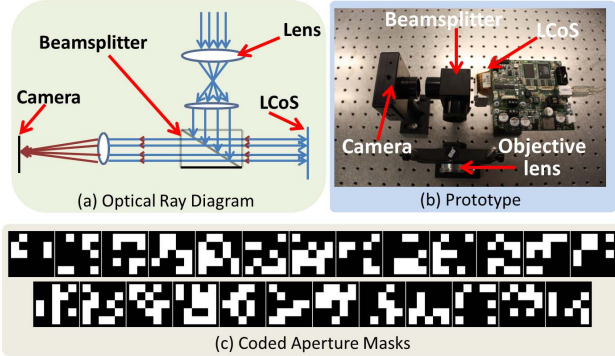 Beamsplitter
Lens
Camera
LCoS
(a) Optical Ray Diagram
Beamsplitter
LCoS
Camera
Objective
lens
(b) Prototype
(c) Coded Aperture Masks